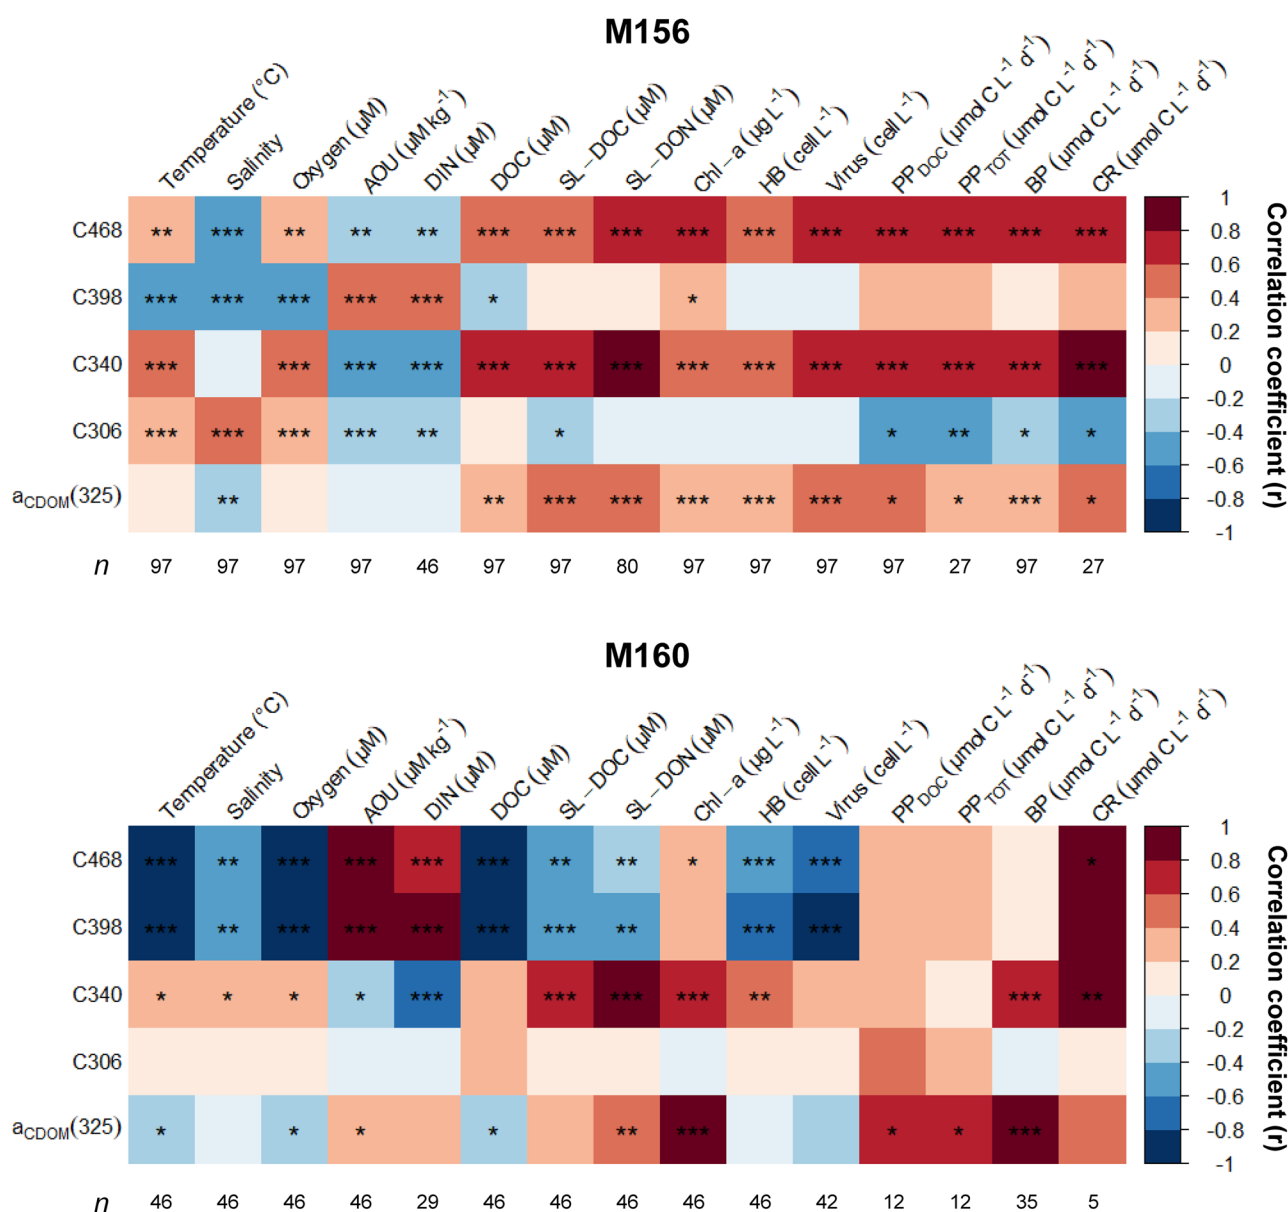 M156
Temperature (°C)
Salinity
Oxygen (µM)
AOU (µM kg⁻¹)
DIN (µM)
DOC (µM)
SL−DOC (µM)
SL−DON (µM)
Chl−a (µg L⁻¹)
HB (cell L⁻¹)
Virus (cell L⁻¹)
PP_DOC (µmol C L⁻¹ d⁻¹)
PP_TOT (µmol C L⁻¹ d⁻¹)
BP (µmol C L⁻¹ d⁻¹)
CR (µmol C L⁻¹ d⁻¹)
C468 ** *** ** ** ** *** *** *** *** *** *** *** *** *** ***
C398 *** *** *** *** *** * *
C340 *** *** *** *** *** *** *** *** *** *** *** *** *** ***
C306 *** *** *** *** ** * * ** * *
a_CDOM(325) ** ** *** *** *** *** *** * * *** *
n 97 97 97 97 46 97 97 80 97 97 97 97 27 97 27
1
0.8
0.6
0.4
0.2
0
-0.2
-0.4
-0.6
-0.8
-1
Correlation coefficient (r)
M160
Temperature (°C)
Salinity
Oxygen (µM)
AOU (µM kg⁻¹)
DIN (µM)
DOC (µM)
SL−DOC (µM)
SL−DON (µM)
Chl−a (µg L⁻¹)
HB (cell L⁻¹)
Virus (cell L⁻¹)
PP_DOC (µmol C L⁻¹ d⁻¹)
PP_TOT (µmol C L⁻¹ d⁻¹)
BP (µmol C L⁻¹ d⁻¹)
CR (µmol C L⁻¹ d⁻¹)
C468 *** ** *** *** *** *** ** ** * *** *** *
C398 *** ** *** *** *** *** *** ** *** ***
C340 * * * * *** *** *** *** ** *** **
C306
a_CDOM(325) * * * * ** *** * * ***
n 46 46 46 46 29 46 46 46 46 46 42 12 12 35 5
1
0.8
0.6
0.4
0.2
0
-0.2
-0.4
-0.6
-0.8
-1
Correlation coefficient (r)